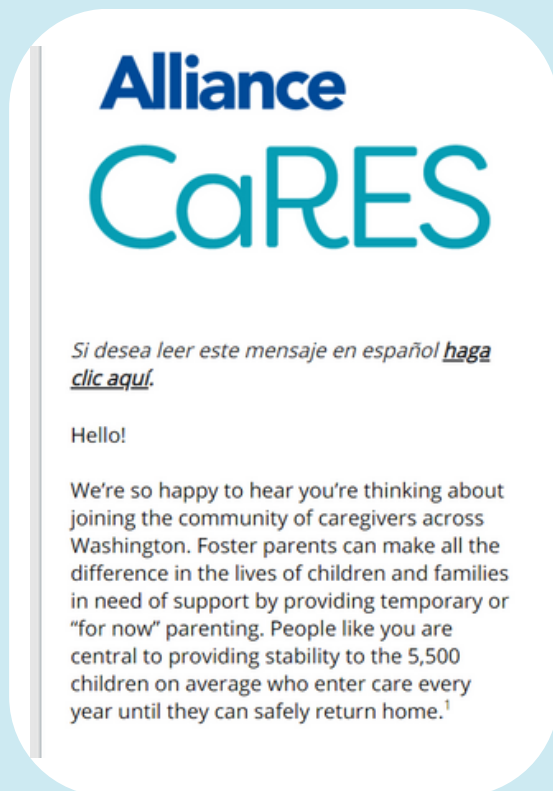 Alliance
CaRES
Si desea leer este mensaje en español haga
clic aquí.
Hello!
We’re so happy to hear you’re thinking about
joining the community of caregivers across
Washington. Foster parents can make all the
difference in the lives of children and families
in need of support by providing temporary or
“for now” parenting. People like you are
central to providing stability to the 5,500
children on average who enter care every
year until they can safely return home.¹